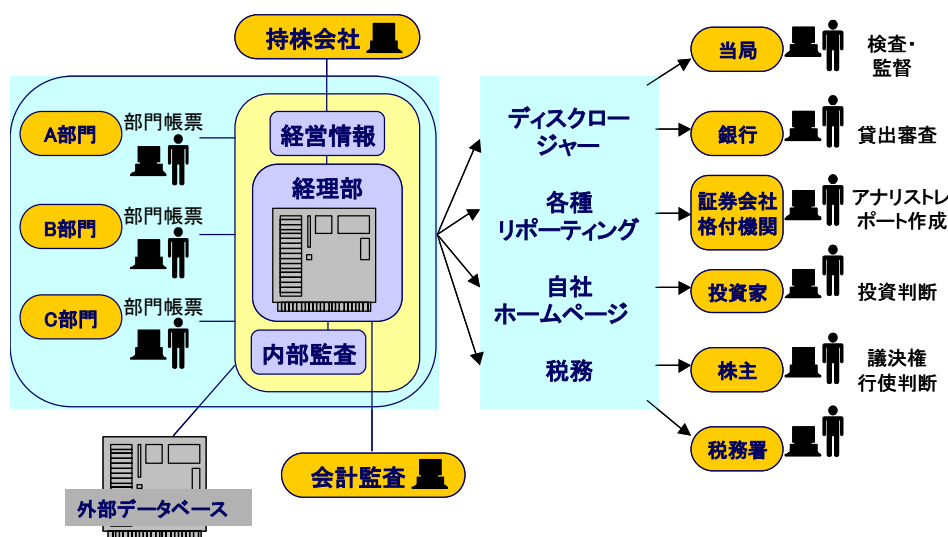 持株会社
A部門
部門帳票
B部門
部門帳票
C部門
部門帳票
経営情報
経理部
内部監査
外部データベース
会計監査
ディスクロー
ジャー
各種
リポーティング
自社
ホームページ
税務
当局
検査・
監督
銀行
貸出審査
証券会社
格付機関
アナリストレ
ポート作成
投資家
投資判断
株主
議決権
行使判断
税務署